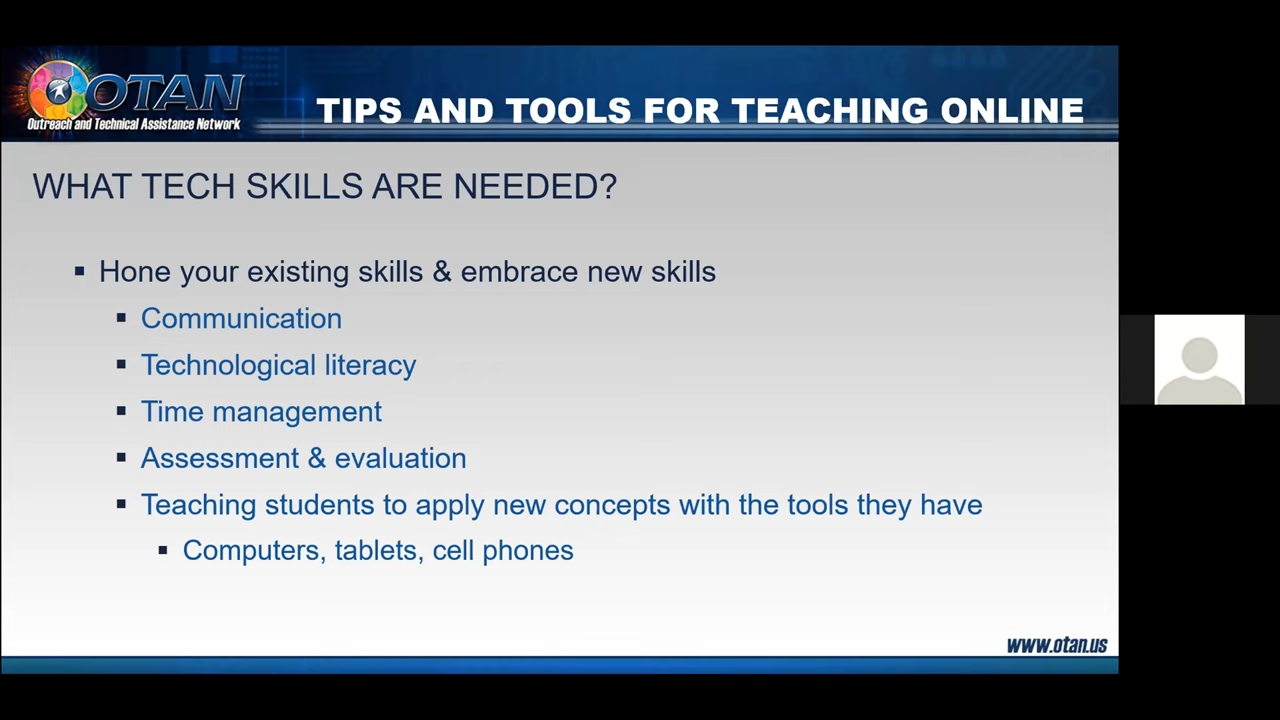 OTAN
Outreach and Technical Assistance Network
TIPS AND TOOLS FOR TEACHING ONLINE
WHAT TECH SKILLS ARE NEEDED?
▪ Hone your existing skills & embrace new skills
▪ Communication
▪ Technological literacy
▪ Time management
▪ Assessment & evaluation
▪ Teaching students to apply new concepts with the tools they have
▪ Computers, tablets, cell phones
www.otan.us